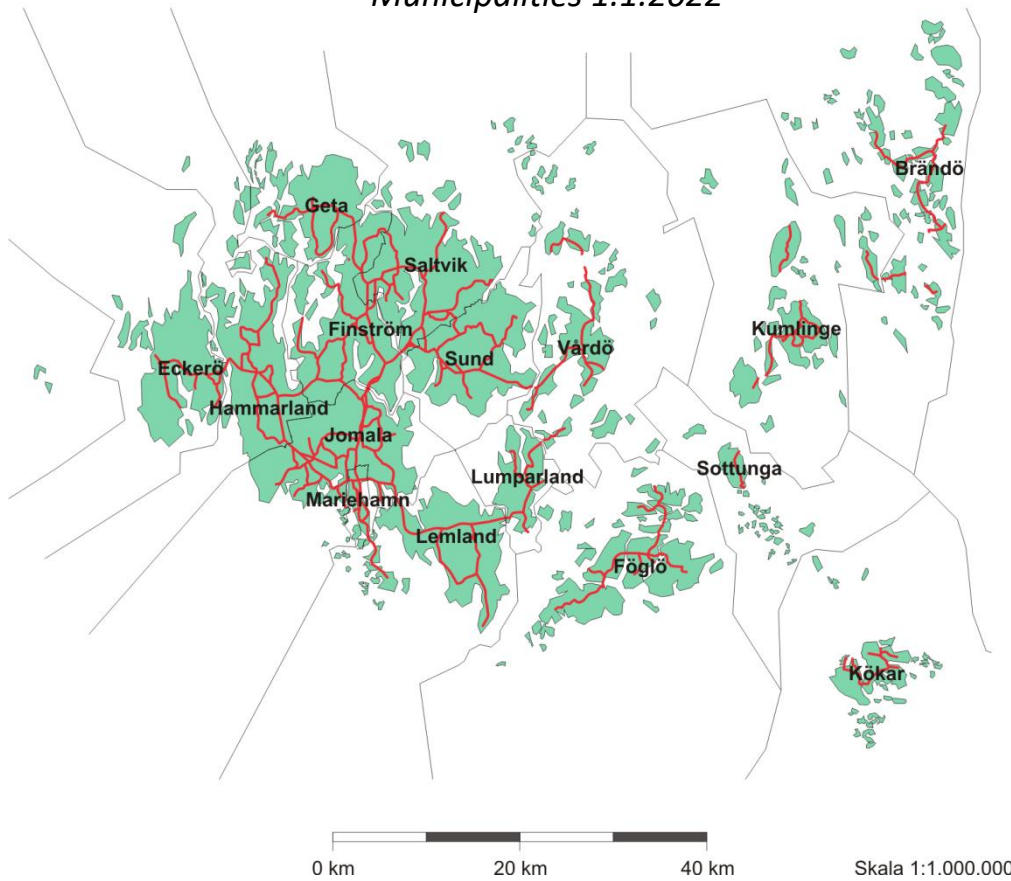 Municipalities 1.1.2022
Brändö
Geta
Saltvik
Finström
Kumlinge
Vårdö
Sund
Eckerö
Hammarland
Jomala
Sottunga
Lumparland
Mariehamn
Lemland
Föglö
Kökar
0 km 20 km 40 km Skala 1:1.000.000